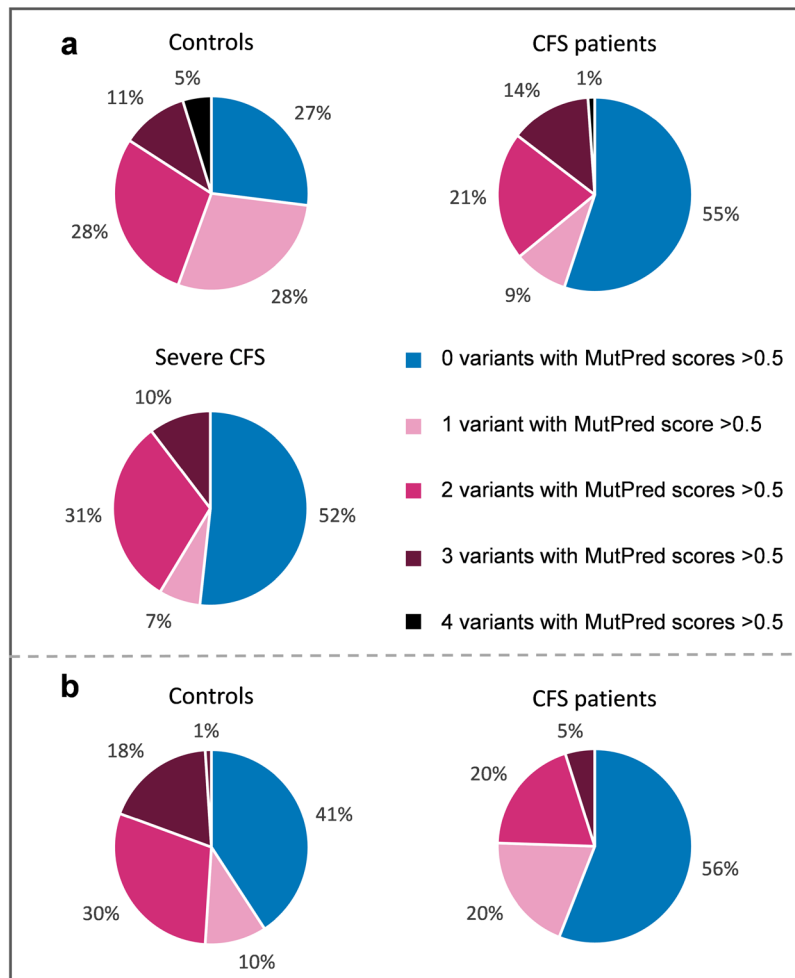 a
Controls
5%
11%
27%
28%
28%
CFS patients
1%
14%
21%
55%
9%
Severe CFS
10%
31%
52%
7%
0 variants with MutPred scores >0.5
1 variant with MutPred score >0.5
2 variants with MutPred scores >0.5
3 variants with MutPred scores >0.5
4 variants with MutPred scores >0.5
b
Controls
1%
18%
41%
30%
10%
CFS patients
5%
20%
56%
20%